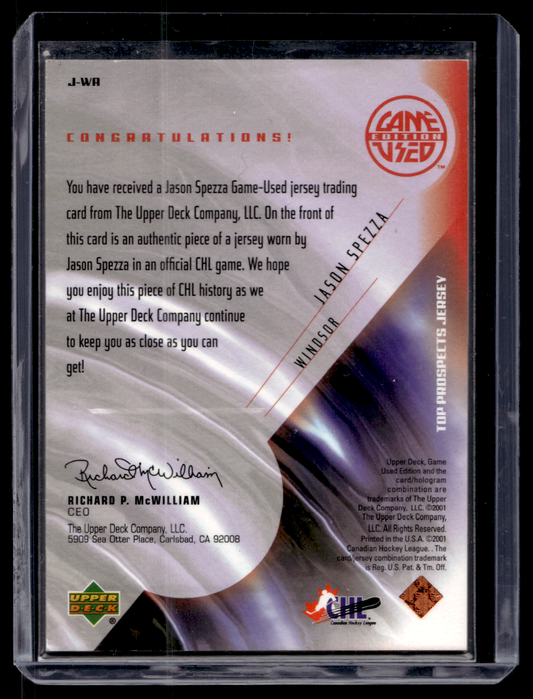 J-WA
GAME
EDITION
USED
TM
CONGRATULATIONS!
You have received a Jason Spezza Game-Used jersey trading
card from The Upper Deck Company, LLC. On the front of
this card is an authentic piece of a jersey worn by
Jason Spezza in an official CHL game. We hope
you enjoy this piece of CHL history as we
at The Upper Deck Company continue
to keep you as close as you can
get!
JASON SPEZZA
WINDSOR
TOP PROSPECTS JERSEY
Richard McWilliam
RICHARD P. McWILLIAM
CEO
The Upper Deck Company, LLC.
5909 Sea Otter Place, Carlsbad, CA 92008
Upper Deck, Game
Used Edition and the
card/hologram
combination are
trademarks of The Upper
Deck Company, LLC. ©2001
The Upper Deck Company,
LLC. All Rights Reserved.
Printed in the U.S.A. ©2001
Canadian Hockey League. . The
card/jersey combination trademark
is Reg. U.S. Pat. & Tm. Off.
UPPER
DECK
®
CHL
Canadian Hockey League